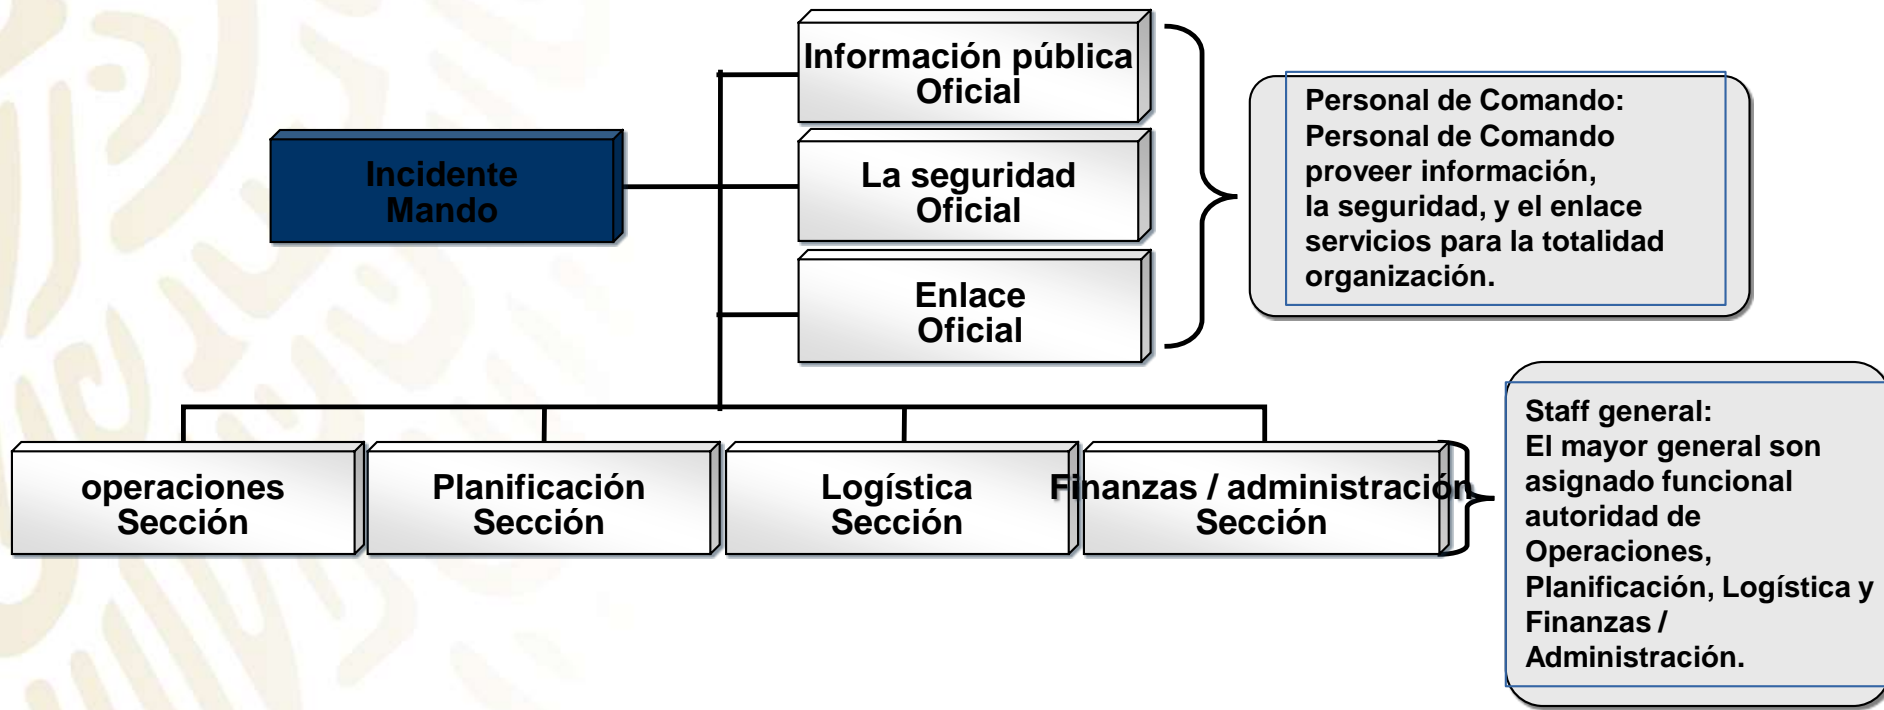 Información pública
Oficial
Incidente
Mando
La seguridad
Oficial
Enlace
Oficial
Personal de Comando:
Personal de Comando
proveer información,
la seguridad, y el enlace
servicios para la totalidad
organización.
operaciones
Sección
Planificación
Sección
Logística
Sección
Finanzas / administración
Sección
Staff general:
El mayor general son
asignado funcional
autoridad de
Operaciones,
Planificación, Logística y
Finanzas /
Administración.